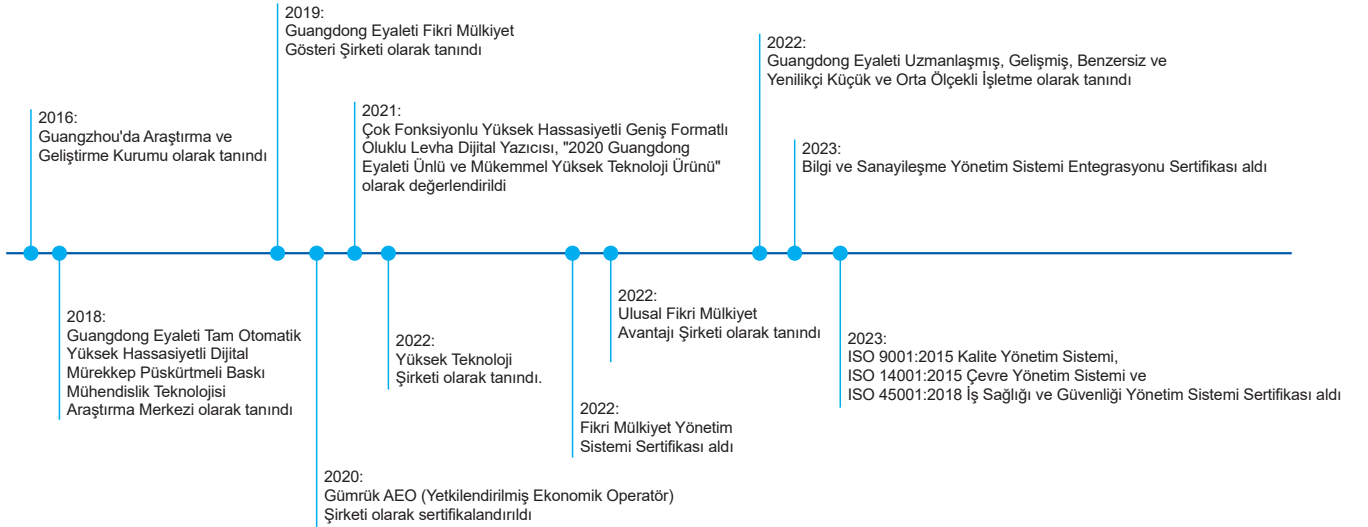 2016:
Guangzhou'da Araştırma ve
Geliştirme Kurumu olarak tanındı
2018:
Guangdong Eyaleti Tam Otomatik
Yüksek Hassasiyetli Dijital
Mürekkep Püskürtmeli Baskı
Mühendislik Teknolojisi
Araştırma Merkezi olarak tanındı
2019:
Guangdong Eyaleti Fikri Mülkiyet
Gösteri Şirketi olarak tanındı
2020:
Gümrük AEO (Yetkilendirilmiş Ekonomik Operatör)
Şirketi olarak sertifikalandırıldı
2021:
Çok Fonksiyonlu Yüksek Hassasiyetli Geniş Formatlı
Oluklu Levha Dijital Yazıcısı, "2020 Guangdong
Eyaleti Ünlü ve Mükemmel Yüksek Teknoloji Ürünü"
olarak değerlendirildi
2022:
Yüksek Teknoloji
Şirketi olarak tanındı.
2022:
Fikri Mülkiyet Yönetim
Sistemi Sertifikası aldı
2022:
Ulusal Fikri Mülkiyet
Avantajı Şirketi olarak tanındı
2022:
Guangdong Eyaleti Uzmanlaşmış, Gelişmiş, Benzersiz ve
Yenilikçi Küçük ve Orta Ölçekli İşletme olarak tanındı
2023:
Bilgi ve Sanayileşme Yönetim Sistemi Entegrasyonu Sertifikası aldı
2023:
ISO 9001:2015 Kalite Yönetim Sistemi,
ISO 14001:2015 Çevre Yönetim Sistemi ve
ISO 45001:2018 İş Sağlığı ve Güvenliği Yönetim Sistemi Sertifikası aldı